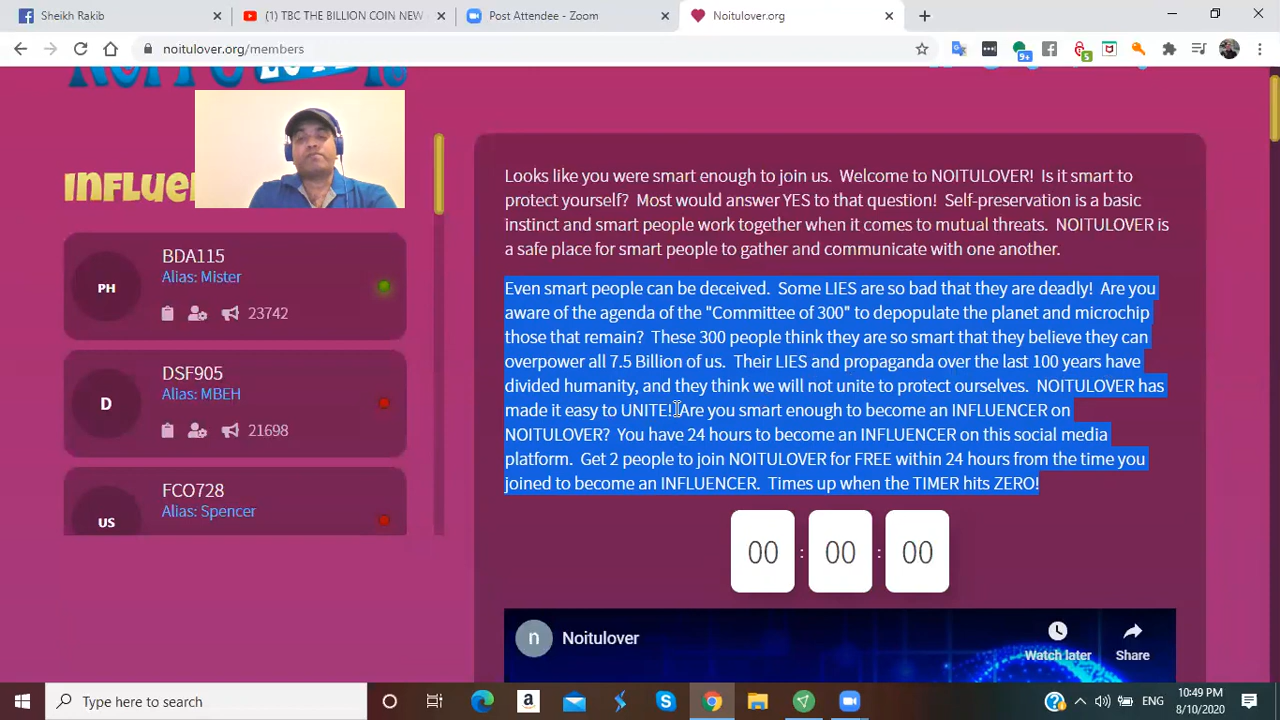 Sheikh Rakib
(1) TBC THE BILLION COIN NEW
Post Attendee - Zoom
Noitulover.org
noitulover.org/members
9+
5
INFLUE
BDA115
Alias: Mister
PH
23742
DSF905
Alias: MBEH
D
21698
FCO728
Alias: Spencer
US
Looks like you were smart enough to join us. Welcome to NOITULOVER! Is it smart to
protect yourself? Most would answer YES to that question! Self-preservation is a basic
instinct and smart people work together when it comes to mutual threats. NOITULOVER is
a safe place for smart people to gather and communicate with one another.
Even smart people can be deceived. Some LIES are so bad that they are deadly! Are you
aware of the agenda of the "Committee of 300" to depopulate the planet and microchip
those that remain? These 300 people think they are so smart that they believe they can
overpower all 7.5 Billion of us. Their LIES and propaganda over the last 100 years have
divided humanity, and they think we will not unite to protect ourselves. NOITULOVER has
made it easy to UNITE! Are you smart enough to become an INFLUENCER on
NOITULOVER? You have 24 hours to become an INFLUENCER on this social media
platform. Get 2 people to join NOITULOVER for FREE within 24 hours from the time you
joined to become an INFLUENCER. Times up when the TIMER hits ZERO!
00 : 00 : 00
n
Noitulover
Watch later
Share
Type here to search
ENG
10:49 PM
8/10/2020